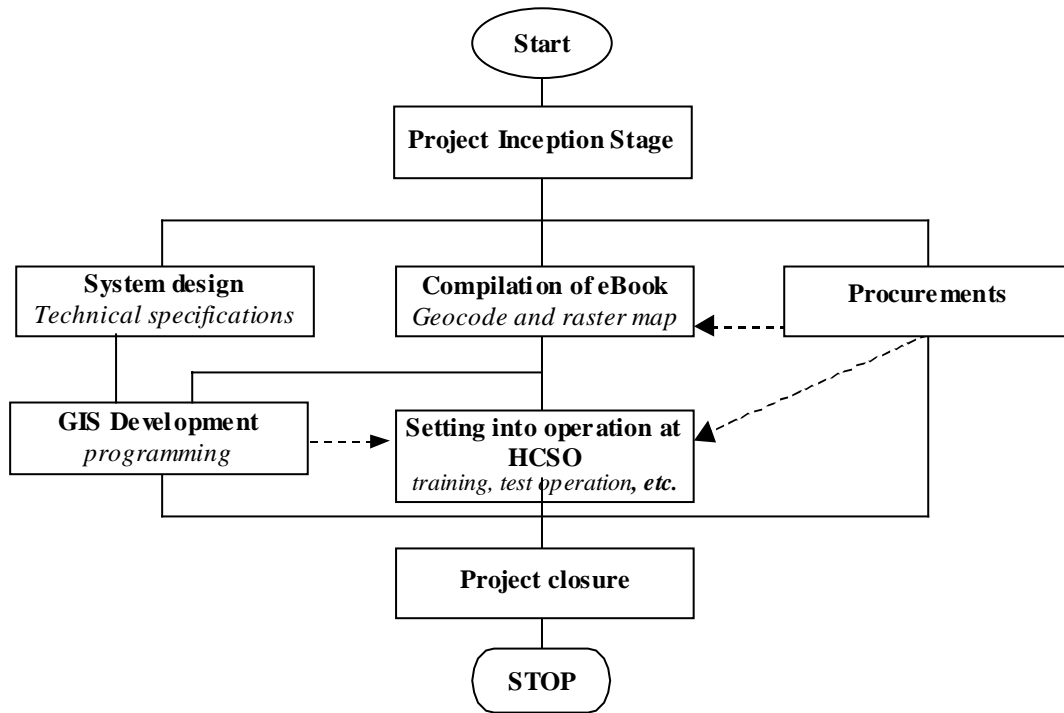 Start
Project Inception Stage
System design
Technical specifications
Compilation of eBook
Geocode and raster map
Procurements
GIS Development
programming
Setting into operation at
HCSO
training, test operation, etc.
Project closure
STOP